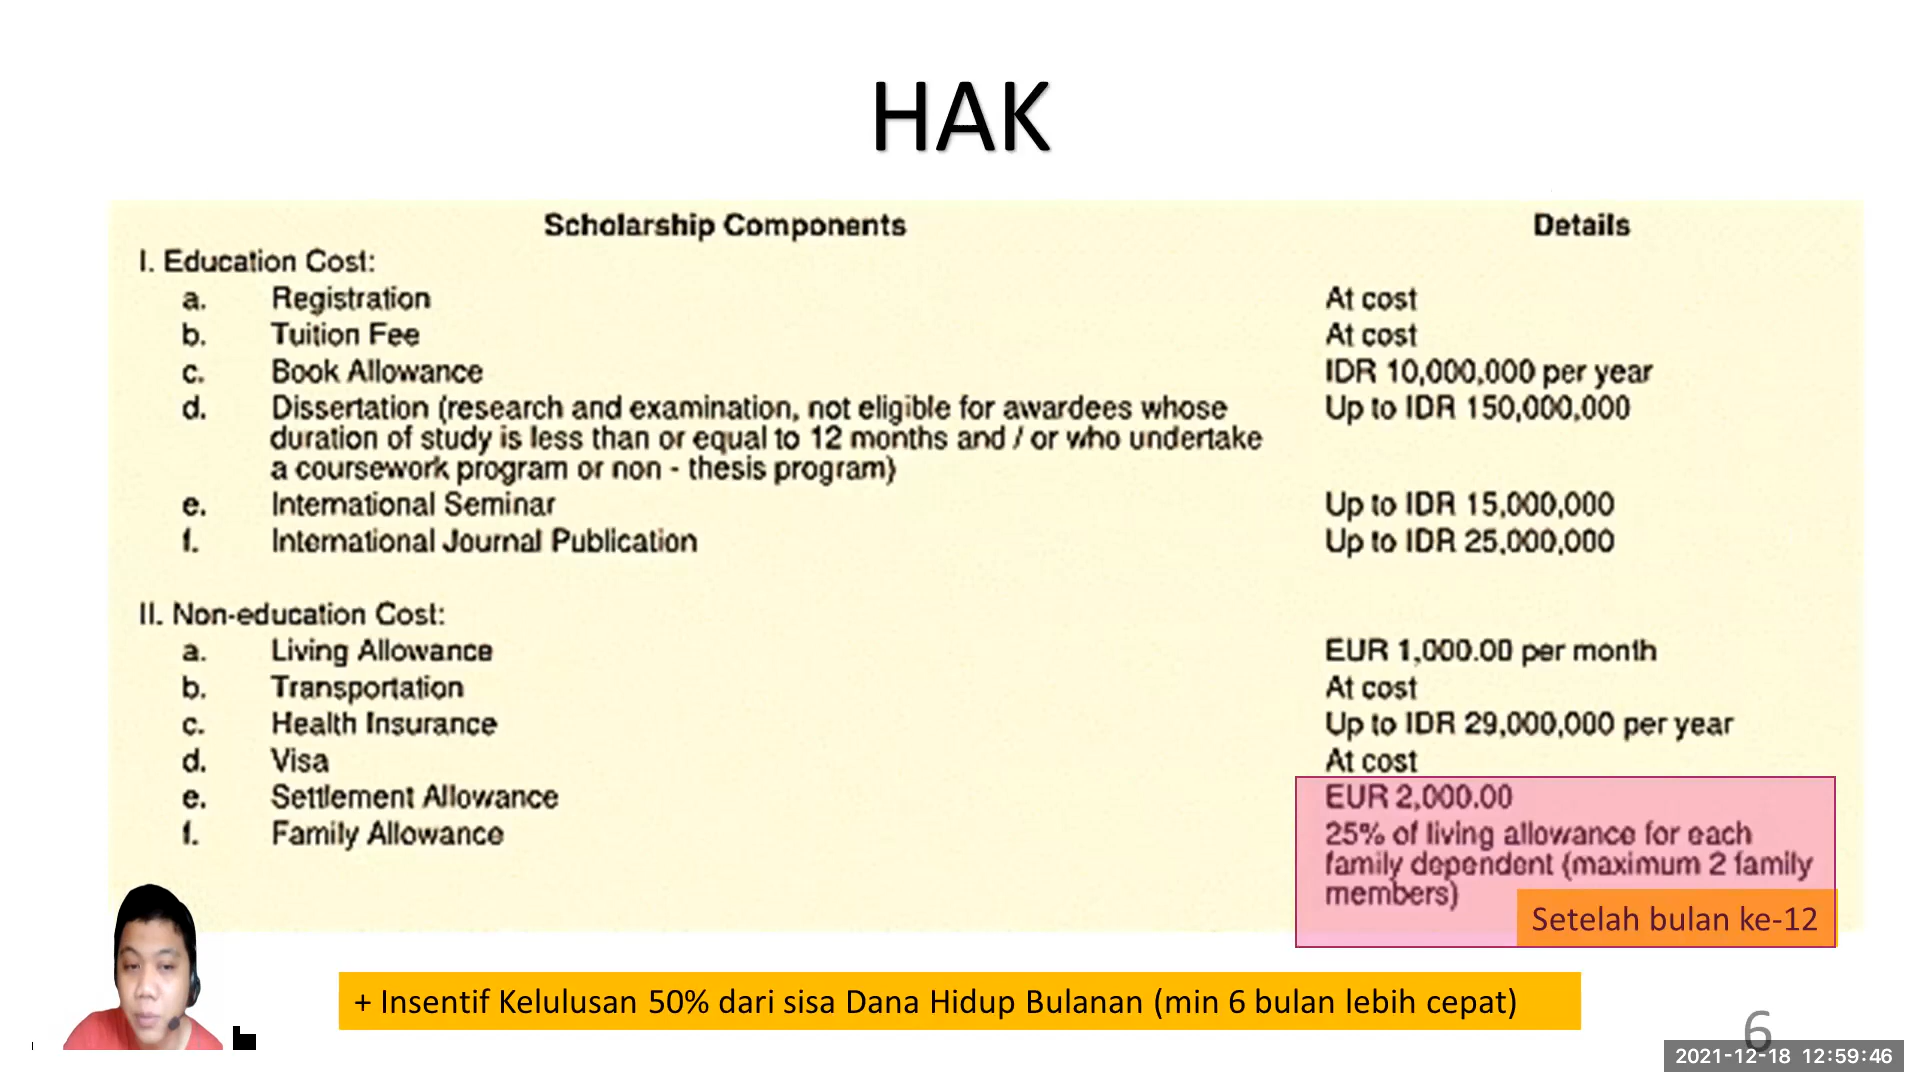 HAK
Scholarship Components Details
I. Education Cost:
a. Registration At cost
b. Tuition Fee At cost
c. Book Allowance IDR 10,000,000 per year
d. Dissertation (research and examination, not eligible for awardees whose Up to IDR 150,000,000
duration of study is less than or equal to 12 months and / or who undertake
a coursework program or non - thesis program)
e. International Seminar Up to IDR 15,000,000
f. International Journal Publication Up to IDR 25,000,000
II. Non-education Cost:
a. Living Allowance EUR 1,000.00 per month
b. Transportation At cost
c. Health Insurance Up to IDR 29,000,000 per year
d. Visa At cost
e. Settlement Allowance EUR 2,000.00
f. Family Allowance 25% of living allowance for each
family dependent (maximum 2 family
members)
Setelah bulan ke-12
+ Insentif Kelulusan 50% dari sisa Dana Hidup Bulanan (min 6 bulan lebih cepat)
6
2021-12-18 12:59:46